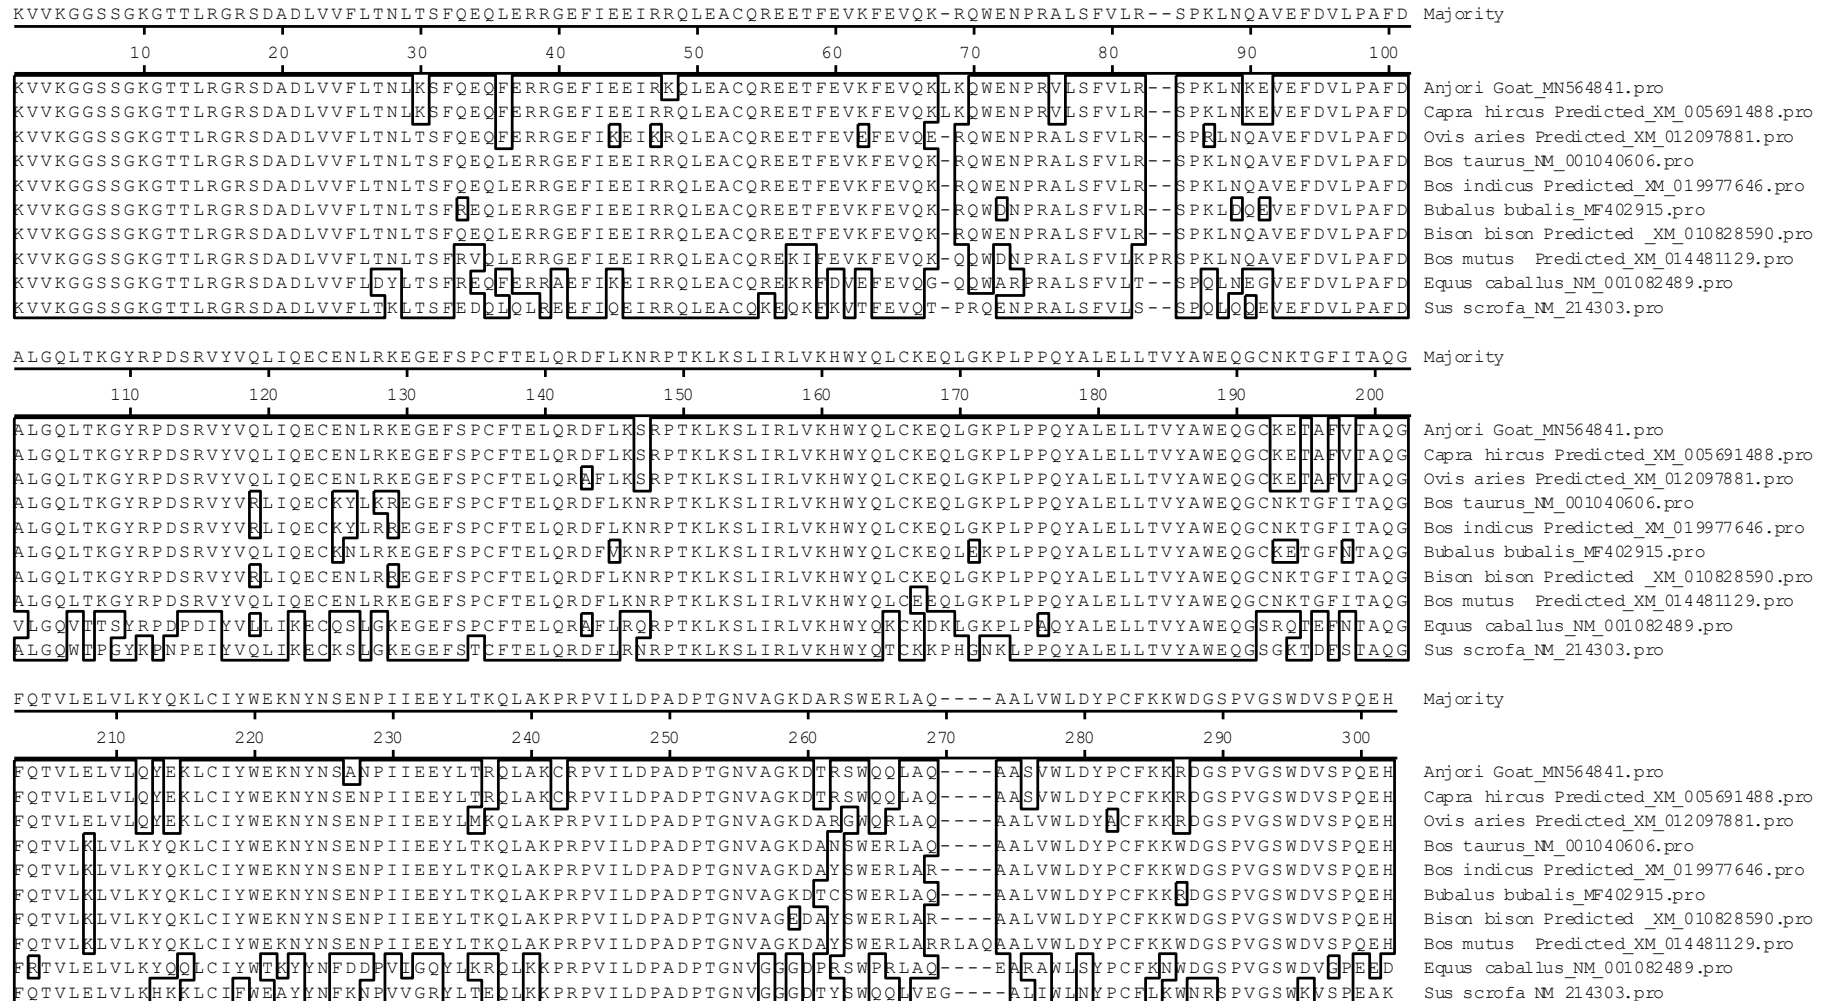 KVVKGGSSGKGTTLRGRSDADLVVFLTNLTSFQEQLERRGEFIEEIRRQLEACQREETFEVKFEVQK-RQWENPRALSFVLR--SPKLNQAVEFDVLPAFD Majority
10 20 30 40 50 60 70 80 90 100
KVVKGGSSGKGTTLRGRSDADLVVFLTNLKSFQEQFERRGEFIEEIRKQLEACQREETFEVKFEVQKLKQWENPRVLSFVLR--SPKLNKEVEFDVLPAFD Anjori Goat_MN564841.pro
KVVKGGSSGKGTTLRGRSDADLVVFLTNLKSFQEQFERRGEFIEEIRRQLEACQREETFEVKFEVQKLKQWENPRVLSFVLR--SPKLNKEVEFDVLPAFD Capra hircus Predicted_XM_005691488.pro
KVVKGGSSGKGTTLRGRSDADLVVFLTNLTSFQEQFERRGEFIKEIKRQLEACQREETFEVEFEVQE-RQWENPRALSFVLR--SPRLNQAVEFDVLPAFD Ovis aries Predicted_XM_012097881.pro
KVVKGGSSGKGTTLRGRSDADLVVFLTNLTSFQEQLERRGEFIEEIRRQLEACQREETFEVKFEVQK-RQWENPRALSFVLR--SPKLNQAVEFDVLPAFD Bos taurus_NM_001040606.pro
KVVKGGSSGKGTTLRGRSDADLVVFLTNLTSFQEQLERRGEFIEEIRRQLEACQREETFEVKFEVQK-RQWENPRALSFVLR--SPKLNQAVEFDVLPAFD Bos indicus Predicted_XM_019977646.pro
KVVKGGSSGKGTTLRGRSDADLVVFLTNLTSFREQLERRGEFIEEIRRQLEACQREETFEVKFEVQK-RQWDNPRALSFVLR--SPKLDQEVEFDVLPAFD Bubalus bubalis_MF402915.pro
KVVKGGSSGKGTTLRGRSDADLVVFLTNLTSFQEQLERRGEFIEEIRRQLEACQREETFEVKFEVQK-RQWENPRALSFVLR--SPKLNQAVEFDVLPAFD Bison bison Predicted _XM_010828590.pro
KVVKGGSSGKGTTLRGRSDADLVVFLTNLTSFRVQLERRGEFIEEIRRQLEACQREKIFEVKFEVQK-QQWDNPRALSFVLKPRSPKLNQAVEFDVLPAFD Bos mutus  Predicted_XM_014481129.pro
KVVKGGSSGKGTTLRGRSDADLVVFLDYLTSFREQFERRAEFIKEIRRQLEACQREKRFDVEFEVQG-QQWARPRALSFVLT--SPQLNEGVEFDVLPAFD Equus caballus_NM_001082489.pro
KVVKGGSSGKGTTLRGRSDADLVVFLTKLTSFEDQLQLREEFIQEIRRQLEACQKEQKFKVTFEVQT-PRQENPRALSFVLS--SPQLQQEVEFDVLPAFD Sus scrofa_NM_214303.pro
ALGQLTKGYRPDSRVYVQLIQECENLRKEGEFSPCFTELQRDFLKNRPTKLKSLIRLVKHWYQLCKEQLGKPLPPQYALELLTVYAWEQGCNKTGFITAQG Majority
110 120 130 140 150 160 170 180 190 200
ALGQLTKGYRPDSRVYVQLIQECENLRKEGEFSPCFTELQRDFLKSRPTKLKSLIRLVKHWYQLCKEQLGKPLPPQYALELLTVYAWEQGCKETAFVTAQG Anjori Goat_MN564841.pro
ALGQLTKGYRPDSRVYVQLIQECENLRKEGEFSPCFTELQRDFLKSRPTKLKSLIRLVKHWYQLCKEQLGKPLPPQYALELLTVYAWEQGCKETAFVTAQG Capra hircus Predicted_XM_005691488.pro
ALGQLTKGYRPDSRVYVQLIQECENLRKEGEFSPCFTELQRAFLKSRPTKLKSLIRLVKHWYQLCKEQLGKPLPPQYALELLTVYAWEQGCKETAFVTAQG Ovis aries Predicted_XM_012097881.pro
ALGQLTKGYRPDSRVYVRLIQECKYLKREGEFSPCFTELQRDFLKNRPTKLKSLIRLVKHWYQLCKEQLGKPLPPQYALELLTVYAWEQGCNKTGFITAQG Bos taurus_NM_001040606.pro
ALGQLTKGYRPDSRVYVRLIQECKYLRREGEFSPCFTELQRDFLKNRPTKLKSLIRLVKHWYQLCKEQLGKPLPPQYALELLTVYAWEQGCNKTGFITAQG Bos indicus Predicted_XM_019977646.pro
ALGQLTKGYRPDSRVYVQLIQECKNLRKEGEFSPCFTELQRDFVKNRPTKLKSLIRLVKHWYQLCKEQLEKPLPPQYALELLTVYAWEQGCKETGFNTAQG Bubalus bubalis_MF402915.pro
ALGQLTKGYRPDSRVYVRLIQECENLRREGEFSPCFTELQRDFLKNRPTKLKSLIRLVKHWYQLCKEQLGKPLPPQYALELLTVYAWEQGCNKTGFITAQG Bison bison Predicted _XM_010828590.pro
ALGQLTKGYRPDSRVYVQLIQECENLRKEGEFSPCFTELQRDFLKNRPTKLKSLIRLVKHWYQLCEEQLGKPLPPQYALELLTVYAWEQGCNKTGFITAQG Bos mutus  Predicted_XM_014481129.pro
VLGQVTTSYRPDPDIYVLLIKECQSLGKEGEFSPCFTELQRAFLRQRPTKLKSLIRLVKHWYQKCKDKLGKPLPAQYALELLTVYAWEQGSRQTEFNTAQG Equus caballus_NM_001082489.pro
ALGQWTPGYKPNPEIYVQLIKECKSLGKEGEFSTCFTELQRDFLRNRPTKLKSLIRLVKHWYQTCKKPHGNKLPPQYALELLTVYAWEQGSGKTDFSTAQG Sus scrofa_NM_214303.pro
FQTVLELVLKYQKLCIYWEKNYNSENPIIEEYLTKQLAKPRPVILDPADPTGNVAGKDARSWERLAQ----AALVWLDYPCFKKWDGSPVGSWDVSPQEH Majority
210 220 230 240 250 260 270 280 290 300
FQTVLELVLQYEKLCIYWEKNYNSANPIIEEYLTRQLAKCRPVILDPADPTGNVAGKDTRSWQQLAQ----AASVWLDYPCFKKRDGSPVGSWDVSPQEH Anjori Goat_MN564841.pro
FQTVLELVLQYEKLCIYWEKNYNSENPIIEEYLTRQLAKCRPVILDPADPTGNVAGKDTRSWQQLAQ----AASVWLDYPCFKKRDGSPVGSWDVSPQEH Capra hircus Predicted_XM_005691488.pro
FQTVLELVLQYEKLCIYWEKNYNSENPIIEEYLMKQLAKPRPVILDPADPTGNVAGKDARGWQRLAQ----AALVWLDYACFKKRDGSPVGSWDVSPQEH Ovis aries Predicted_XM_012097881.pro
FQTVLKLVLKYQKLCIYWEKNYNSENPIIEEYLTKQLAKPRPVILDPADPTGNVAGKDANSWERLAQ----AALVWLDYPCFKKWDGSPVGSWDVSPQEH Bos taurus_NM_001040606.pro
FQTVLKLVLKYQKLCIYWEKNYNSENPIIEEYLTKQLAKPRPVILDPADPTGNVAGKDAYSWERLAR----AALVWLDYPCFKKWDGSPVGSWDVSPQEH Bos indicus Predicted_XM_019977646.pro
FQTVLKLVLKYQKLCIYWEKNYNSENPIIEEYLTKQLAKPRPVILDPADPTGNVAGKDTCSWERLAQ----AALVWLDYPCFKKRDGSPVGSWDVSPQEH Bubalus bubalis_MF402915.pro
FQTVLKLVLKYQKLCIYWEKNYNSENPIIEEYLTKQLAKPRPVILDPADPTGNVAGEDAYSWERLAR----AALVWLDYPCFKKWDGSPVGSWDVSPQEH Bison bison Predicted _XM_010828590.pro
FQTVLKLVLKYQKLCIYWEKNYNSENPIIEEYLTKQLAKPRPVILDPADPTGNVAGKDAYSWERLARRLAQAALVWLDYPCFKKWDGSPVGSWDVSPQEH Bos mutus  Predicted_XM_014481129.pro
FRTVLELVLKYQQLCIYWTKYYNFDDPVLGQYLKRQLKKPRPVILDPADPTGNVGGGDPRSWPRLAQ----EARAWLSYPCFKNWDGSPVGSWDVGPEED Equus caballus_NM_001082489.pro
FQTVLELVLKHKKLCIFWEAYYNFKNPVVGRYLTEQLKKPRPVILDPADPTGNVGGGDTYSWQQLVEG----ALIWLNYPCFLKWNRSPVGSWKVSPEAK Sus scrofa_NM_214303.pro